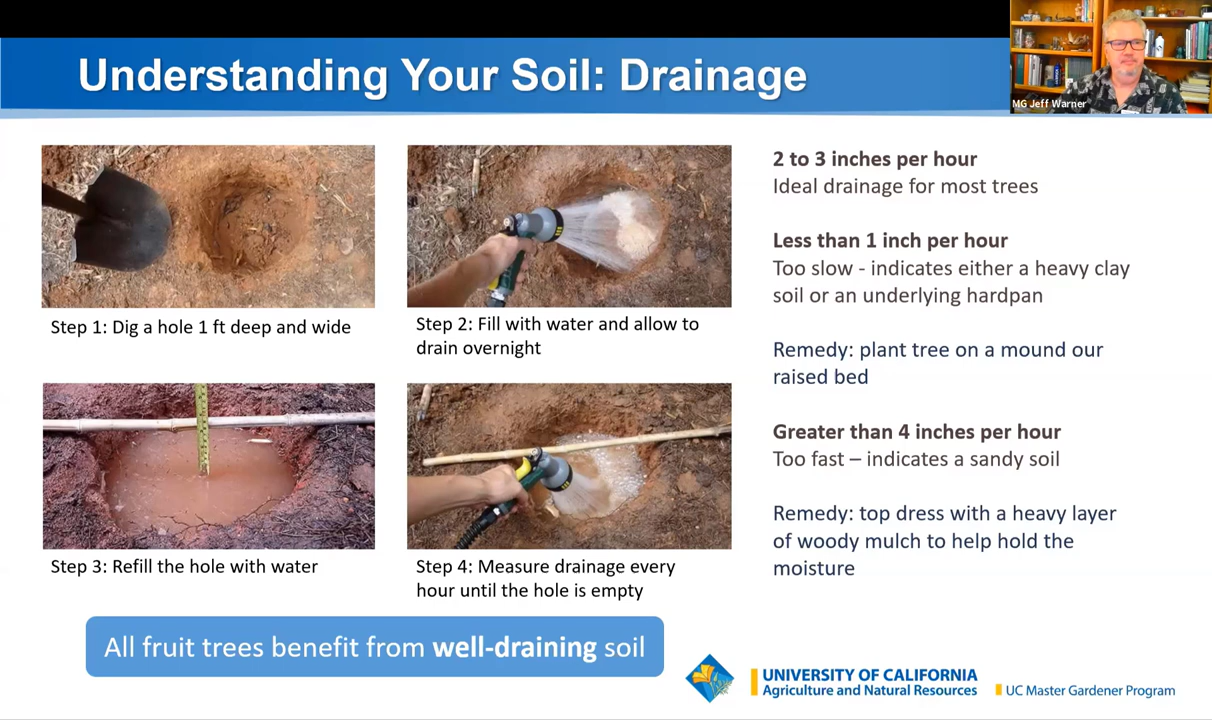 Understanding Your Soil: Drainage
MG Jeff Warner
Step 1: Dig a hole 1 ft deep and wide
Step 2: Fill with water and allow to
drain overnight
Step 3: Refill the hole with water
Step 4: Measure drainage every
hour until the hole is empty
2 to 3 inches per hour
Ideal drainage for most trees
Less than 1 inch per hour
Too slow - indicates either a heavy clay
soil or an underlying hardpan
Remedy: plant tree on a mound our
raised bed
Greater than 4 inches per hour
Too fast – indicates a sandy soil
Remedy: top dress with a heavy layer
of woody mulch to help hold the
moisture
All fruit trees benefit from well-draining soil
UNIVERSITY OF CALIFORNIA
Agriculture and Natural Resources
UC Master Gardener Program